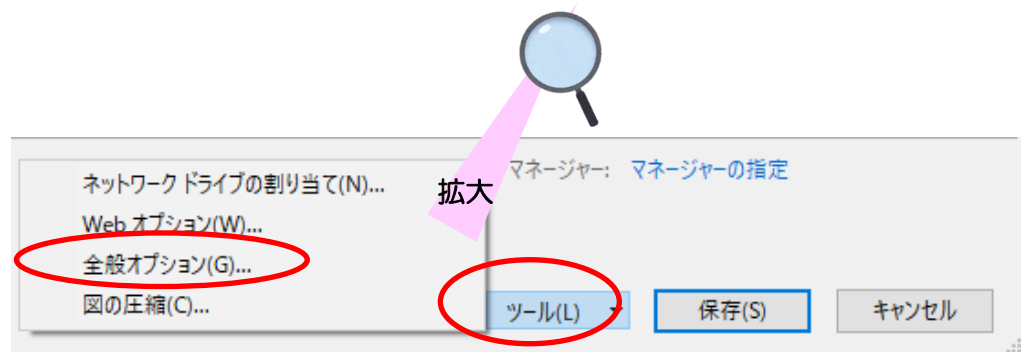 マネージャー: マネージャーの指定
拡大
ネットワーク ドライブの割り当て(N)...
Web オプション(W)...
全般オプション(G)...
図の圧縮(C)...
ツール(L) 保存(S) キャンセル